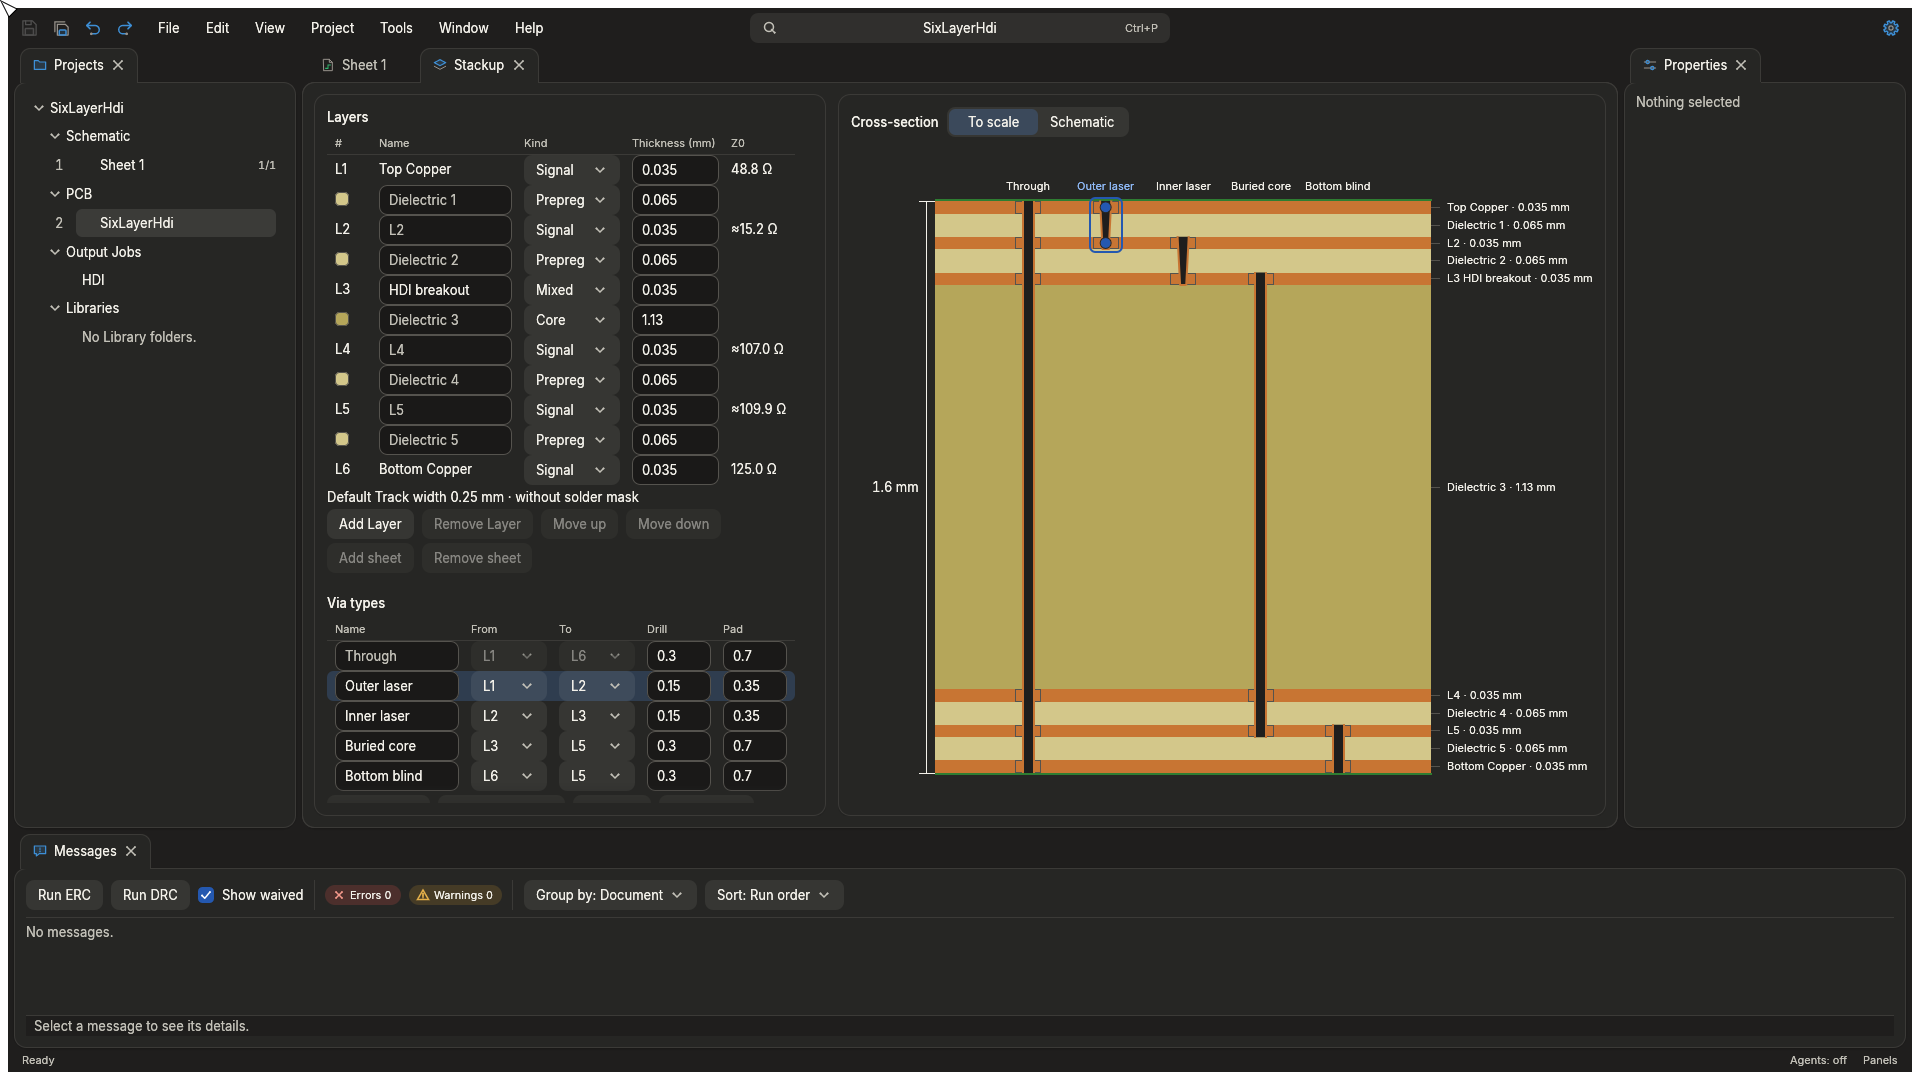 File Edit View Project Tools Window Help
SixLayerHdi Ctrl+P
Projects
SixLayerHdi
Schematic
1 Sheet 1 1/1
PCB
2 SixLayerHdi
Output Jobs
HDI
Libraries
No Library folders.
Sheet 1 Stackup
Layers
# Name Kind Thickness (mm) Z0
L1 Top Copper Signal 0.035 48.8 Ω
Dielectric 1 Prepreg 0.065
L2 L2 Signal 0.035 ≈15.2 Ω
Dielectric 2 Prepreg 0.065
L3 HDI breakout Mixed 0.035
Dielectric 3 Core 1.13
L4 L4 Signal 0.035 ≈107.0 Ω
Dielectric 4 Prepreg 0.065
L5 L5 Signal 0.035 ≈109.9 Ω
Dielectric 5 Prepreg 0.065
L6 Bottom Copper Signal 0.035 125.0 Ω
Default Track width 0.25 mm · without solder mask
Add Layer Remove Layer Move up Move down
Add sheet Remove sheet
Via types
Name From To Drill Pad
Through L1 L6 0.3 0.7
Outer laser L1 L2 0.15 0.35
Inner laser L2 L3 0.15 0.35
Buried core L3 L5 0.3 0.7
Bottom blind L6 L5 0.3 0.7
Cross-section To scale Schematic
Through Outer laser Inner laser Buried core Bottom blind
Top Copper · 0.035 mm
Dielectric 1 · 0.065 mm
L2 · 0.035 mm
Dielectric 2 · 0.065 mm
L3 HDI breakout · 0.035 mm
1.6 mm
Dielectric 3 · 1.13 mm
L4 · 0.035 mm
Dielectric 4 · 0.065 mm
L5 · 0.035 mm
Dielectric 5 · 0.065 mm
Bottom Copper · 0.035 mm
Properties
Nothing selected
Messages
Run ERC Run DRC Show waived Errors 0 Warnings 0 Group by: Document Sort: Run order
No messages.
Select a message to see its details.
Ready Agents: off Panels